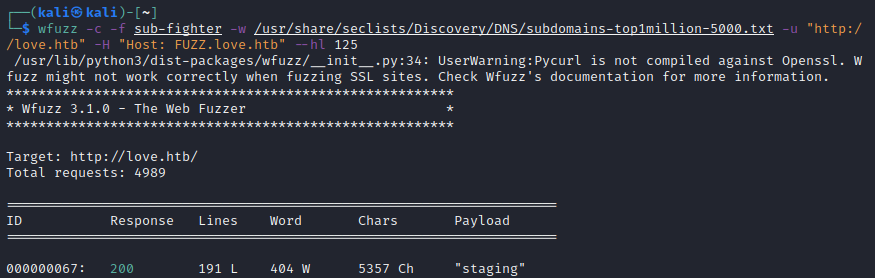 ┌──(kali㉿kali)-[~]
└─$ wfuzz -c -f sub-fighter -w /usr/share/seclists/Discovery/DNS/subdomains-top1million-5000.txt -u "http:/
/love.htb" -H "Host: FUZZ.love.htb" --hl 125
 /usr/lib/python3/dist-packages/wfuzz/__init__.py:34: UserWarning:Pycurl is not compiled against Openssl. W
fuzz might not work correctly when fuzzing SSL sites. Check Wfuzz's documentation for more information.
********************************************************
* Wfuzz 3.1.0 - The Web Fuzzer                         *
********************************************************
Target: http://love.htb/
Total requests: 4989
=====================================================================
ID           Response   Lines    Word       Chars       Payload
=====================================================================
000000067:   200        191 L    404 W      5357 Ch     "staging"